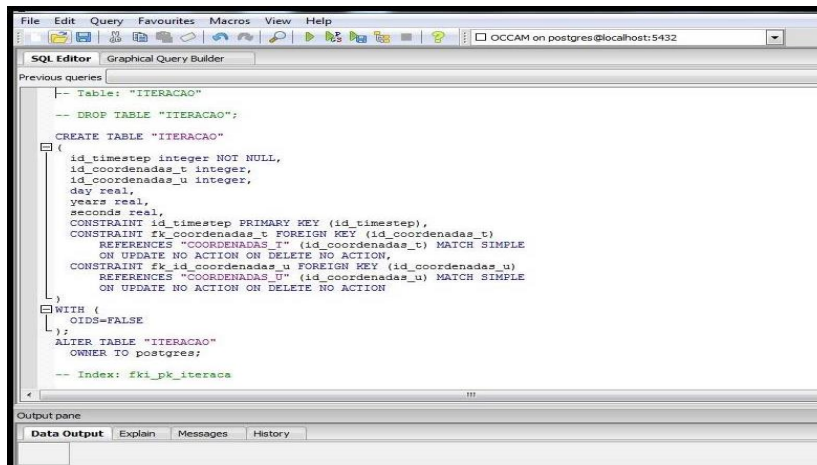 File Edit Query Favourites Macros View Help
OCCAM on postgres@localhost:5432
SQL Editor Graphical Query Builder
Previous queries
-- Table: "ITERACAO"
-- DROP TABLE "ITERACAO";
CREATE TABLE "ITERACAO"
(
id_timestep integer NOT NULL,
id_coordenadas_t integer,
id_coordenadas_u integer,
day real,
years real,
seconds real,
CONSTRAINT id_timestep PRIMARY KEY (id_timestep),
CONSTRAINT fk_coordenadas_t FOREIGN KEY (id_coordenadas_t)
REFERENCES "COORDENADAS_T" (id_coordenadas_t) MATCH SIMPLE
ON UPDATE NO ACTION ON DELETE NO ACTION,
CONSTRAINT fk_id_coordenadas_u FOREIGN KEY (id_coordenadas_u)
REFERENCES "COORDENADAS_U" (id_coordenadas_u) MATCH SIMPLE
ON UPDATE NO ACTION ON DELETE NO ACTION
)
WITH (
OIDS=FALSE
);
ALTER TABLE "ITERACAO"
OWNER TO postgres;
-- Index: fki_pk_iteraca
Output pane
Data Output Explain Messages History